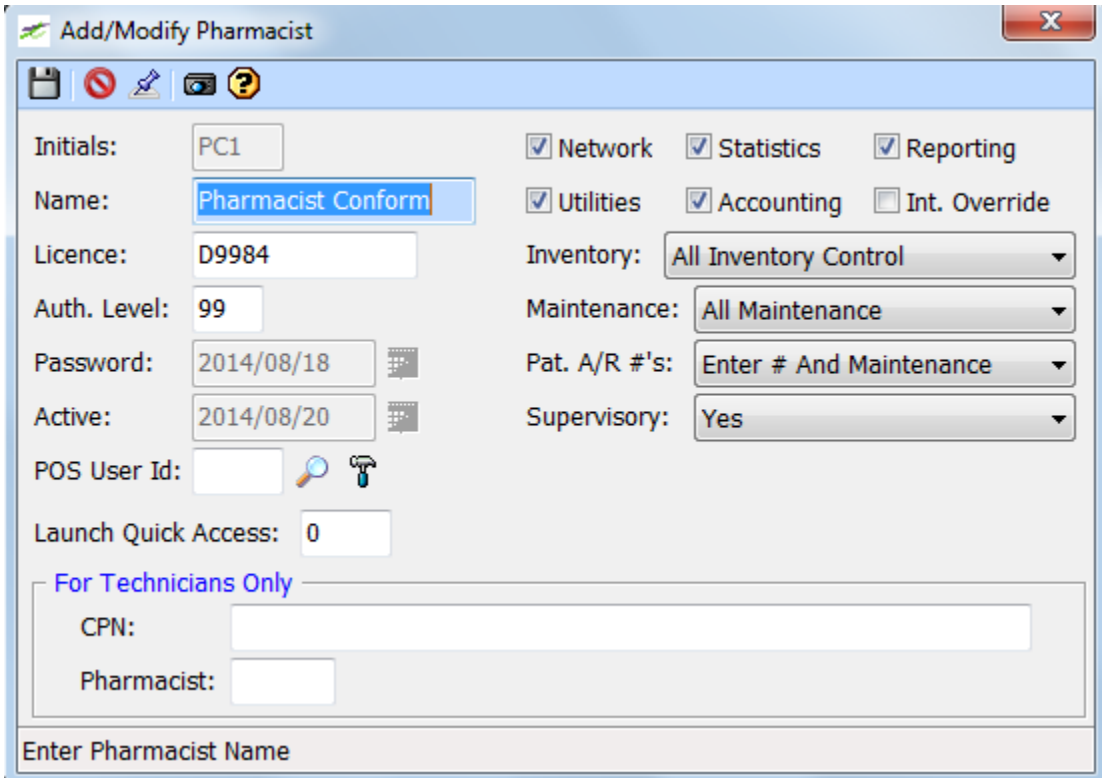 Add/Modify Pharmacist
Initials: PC1
Network Statistics Reporting
Name: Pharmacist Conform
Utilities Accounting Int. Override
Licence: D9984
Inventory: All Inventory Control
Auth. Level: 99
Maintenance: All Maintenance
Password: 2014/08/18
Pat. A/R #'s: Enter # And Maintenance
Active: 2014/08/20
Supervisory: Yes
POS User Id:
Launch Quick Access: 0
For Technicians Only
CPN:
Pharmacist:
Enter Pharmacist Name